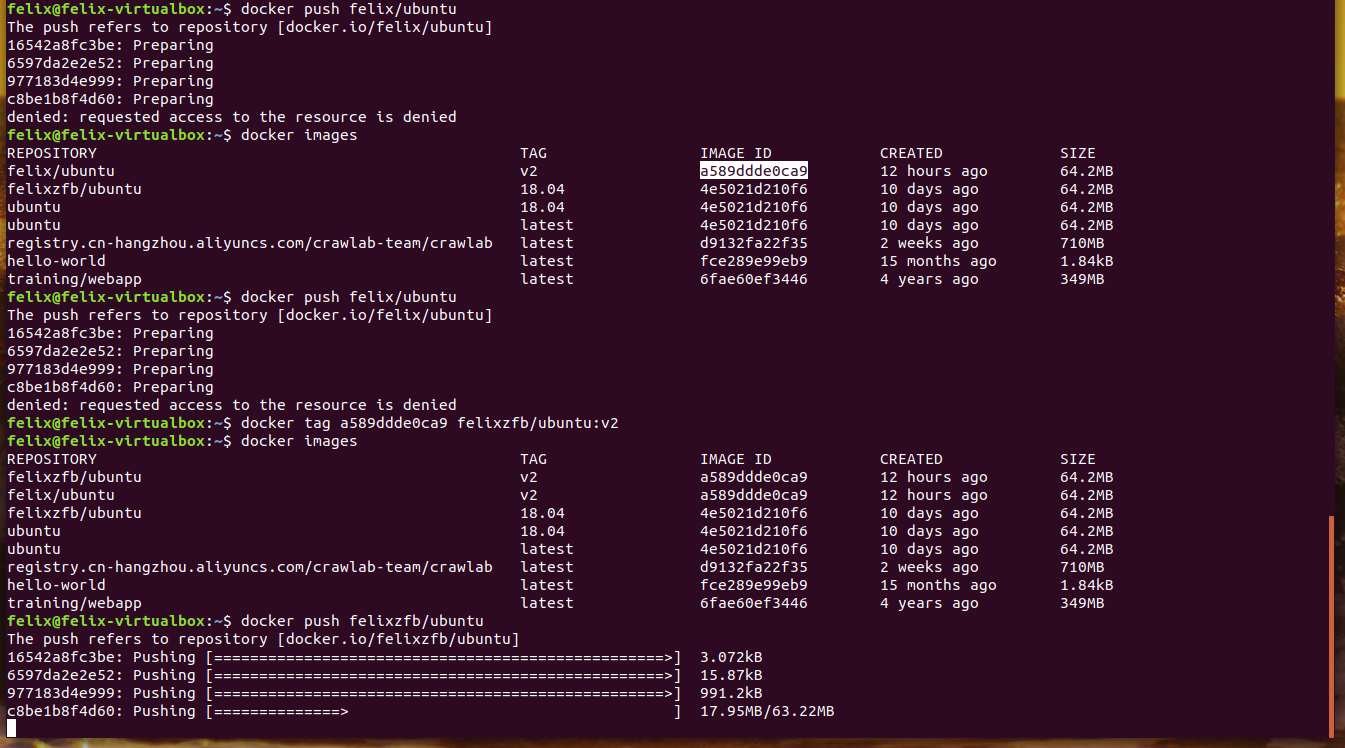 felix@felix-virtualbox:~$ docker push felix/ubuntu
The push refers to repository [docker.io/felix/ubuntu]
16542a8fc3be: Preparing
6597da2e2e52: Preparing
977183d4e999: Preparing
c8be1b8f4d60: Preparing
denied: requested access to the resource is denied
felix@felix-virtualbox:~$ docker images
REPOSITORY TAG IMAGE ID CREATED SIZE
felix/ubuntu v2 a589ddde0ca9 12 hours ago 64.2MB
felixzfb/ubuntu 18.04 4e5021d210f6 10 days ago 64.2MB
ubuntu 18.04 4e5021d210f6 10 days ago 64.2MB
ubuntu latest 4e5021d210f6 10 days ago 64.2MB
registry.cn-hangzhou.aliyuncs.com/crawlab-team/crawlab latest d9132fa22f35 2 weeks ago 710MB
hello-world latest fce289e99eb9 15 months ago 1.84kB
training/webapp latest 6fae60ef3446 4 years ago 349MB
felix@felix-virtualbox:~$ docker push felix/ubuntu
The push refers to repository [docker.io/felix/ubuntu]
16542a8fc3be: Preparing
6597da2e2e52: Preparing
977183d4e999: Preparing
c8be1b8f4d60: Preparing
denied: requested access to the resource is denied
felix@felix-virtualbox:~$ docker tag a589ddde0ca9 felixzfb/ubuntu:v2
felix@felix-virtualbox:~$ docker images
REPOSITORY TAG IMAGE ID CREATED SIZE
felixzfb/ubuntu v2 a589ddde0ca9 12 hours ago 64.2MB
felix/ubuntu v2 a589ddde0ca9 12 hours ago 64.2MB
felixzfb/ubuntu 18.04 4e5021d210f6 10 days ago 64.2MB
ubuntu 18.04 4e5021d210f6 10 days ago 64.2MB
ubuntu latest 4e5021d210f6 10 days ago 64.2MB
registry.cn-hangzhou.aliyuncs.com/crawlab-team/crawlab latest d9132fa22f35 2 weeks ago 710MB
hello-world latest fce289e99eb9 15 months ago 1.84kB
training/webapp latest 6fae60ef3446 4 years ago 349MB
felix@felix-virtualbox:~$ docker push felixzfb/ubuntu
The push refers to repository [docker.io/felixzfb/ubuntu]
16542a8fc3be: Pushing [==================================================>] 3.072kB
6597da2e2e52: Pushing [==================================================>] 15.87kB
977183d4e999: Pushing [==================================================>] 991.2kB
c8be1b8f4d60: Pushing [==============> ] 17.95MB/63.22MB